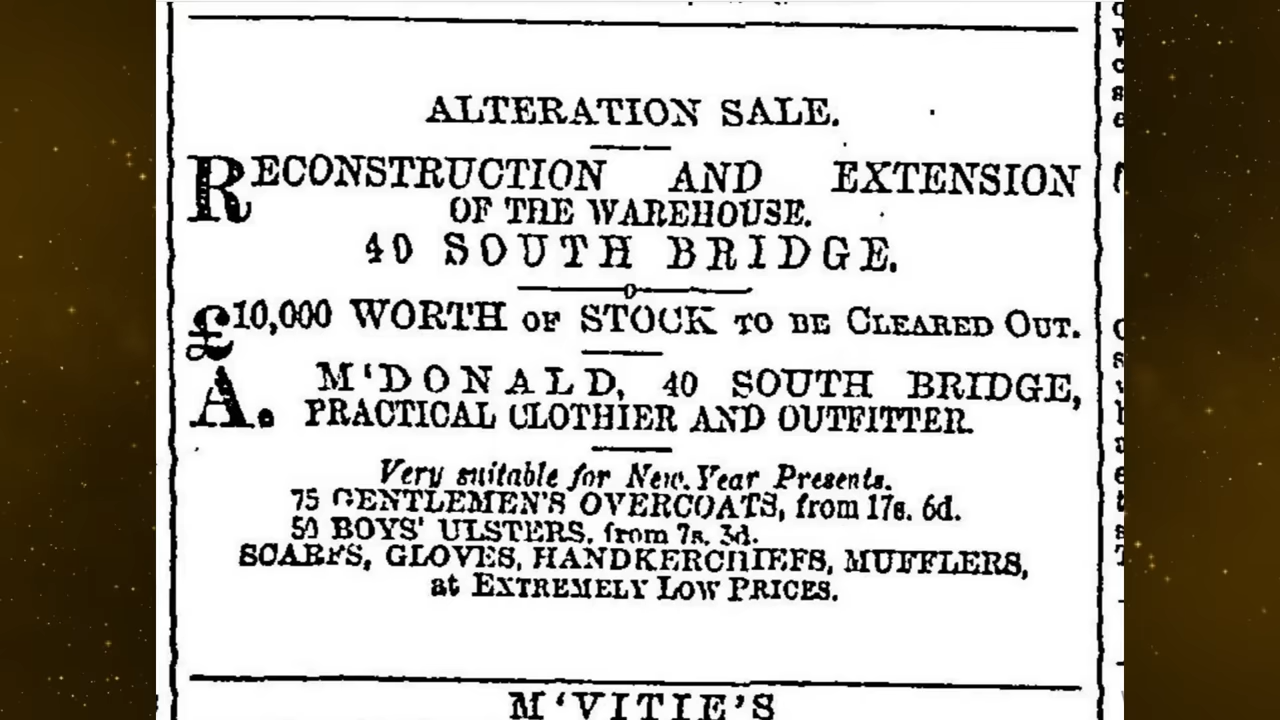 ALTERATION SALE.
RECONSTRUCTION AND EXTENSION
OF THE WAREHOUSE.
40 SOUTH BRIDGE.
£10,000 WORTH OF STOCK TO BE CLEARED OUT.
A. M'DONALD, 40 SOUTH BRIDGE,
PRACTICAL CLOTHIER AND OUTFITTER.
Very suitable for New Year Presents.
75 GENTLEMEN'S OVERCOATS, from 17s. 6d.
50 BOYS' ULSTERS, from 7s. 3d.
SCARFS, GLOVES, HANDKERCHIEFS, MUFFLERS,
at EXTREMELY LOW PRICES.
M'VITIE'S